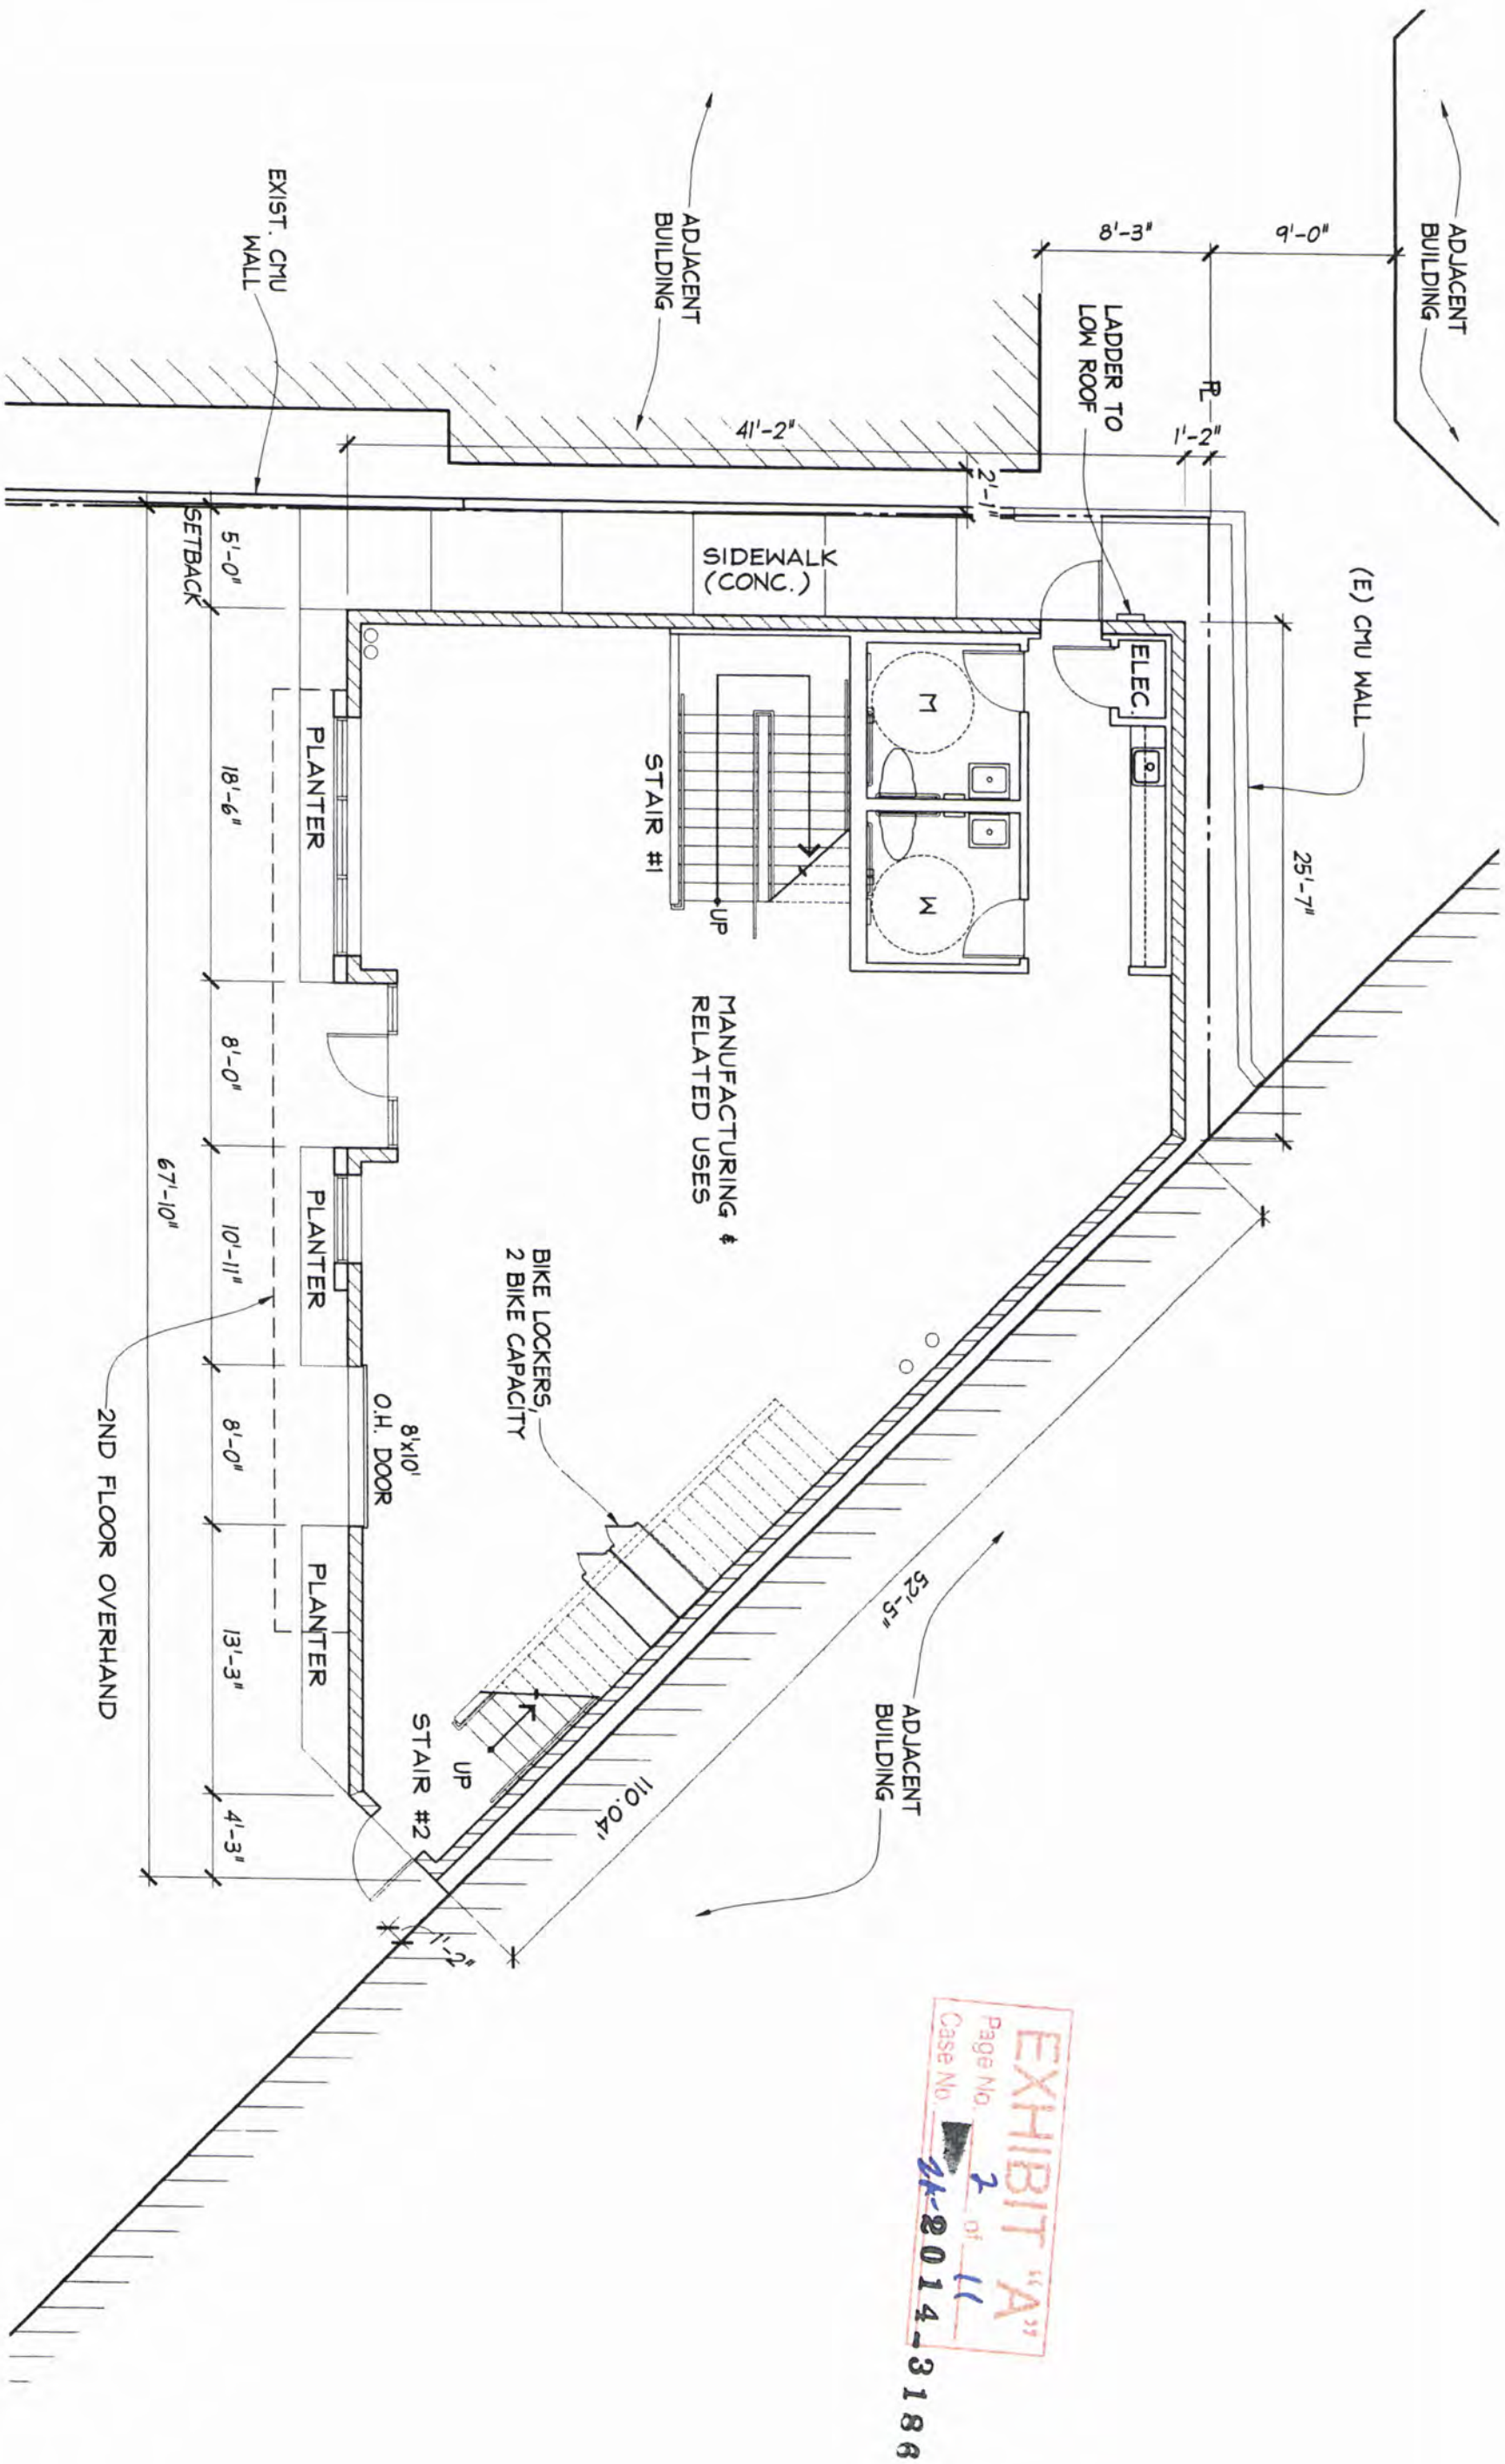 ADJACENT
BUILDING
9'-0"
8'-3"
PL
1'-2"
LADDER TO
LOW ROOF
ADJACENT
BUILDING
41'-2"
2'-1"
EXIST. CMU
WALL
(E) CMU WALL
25'-7"
SETBACK
5'-0"
SIDEWALK
(CONC.)
ELEC.
M
W
STAIR #1
UP
MANUFACTURING &
RELATED USES
PLANTER
18'-6"
8'-0"
PLANTER
10'-11"
67'-10"
BIKE LOCKERS,
2 BIKE CAPACITY
8'x10'
O.H. DOOR
8'-0"
2ND FLOOR OVERHAND
PLANTER
13'-3"
4'-3"
STAIR #2
UP
52'-5"
110.04'
1'-2"
ADJACENT
BUILDING
EXHIBIT "A"
Page No. 2 of 11
Case No. 2014-3186